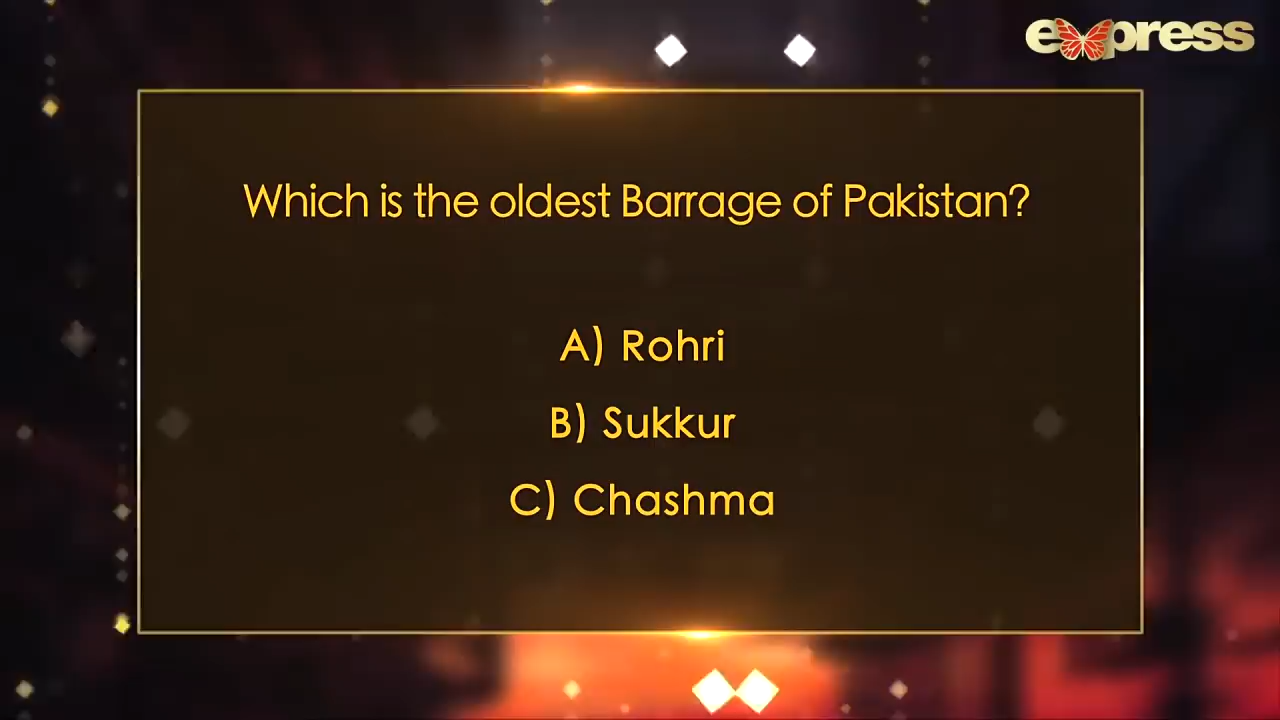 express
Which is the oldest Barrage of Pakistan?
A) Rohri
B) Sukkur
C) Chashma